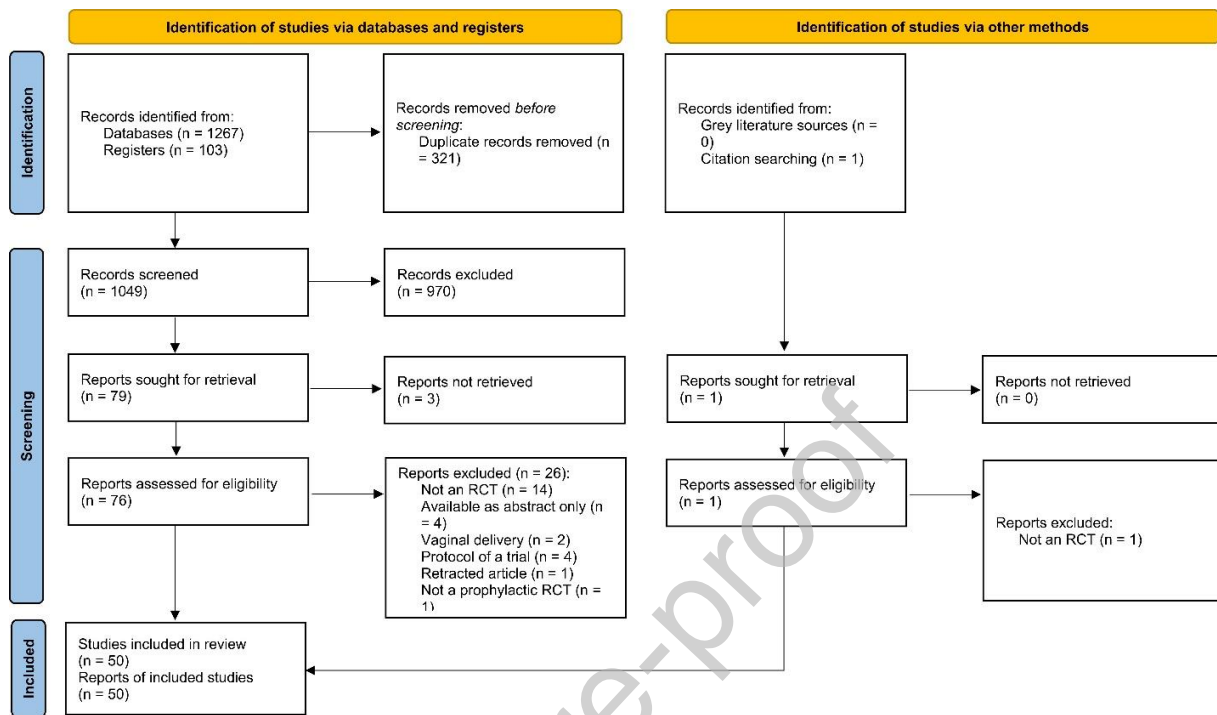 Identification of studies via databases and registers
Identification of studies via other methods
Identification
Records identified from:
Databases (n = 1267)
Registers (n = 103)
Records removed before
screening:
Duplicate records removed (n
= 321)
Records identified from:
Grey literature sources (n =
0)
Citation searching (n = 1)
Screening
Records screened
(n = 1049)
Records excluded
(n = 970)
Reports sought for retrieval
(n = 79)
Reports not retrieved
(n = 3)
Reports sought for retrieval
(n = 1)
Reports not retrieved
(n = 0)
Reports assessed for eligibility
(n = 76)
Reports excluded (n = 26):
Not an RCT (n = 14)
Available as abstract only (n
= 4)
Vaginal delivery (n = 2)
Protocol of a trial (n = 4)
Retracted article (n = 1)
Not a prophylactic RCT (n =
1)
Reports assessed for eligibility
(n = 1)
Reports excluded:
Not an RCT (n = 1)
Included
Studies included in review
(n = 50)
Reports of included studies
(n = 50)
e-proof